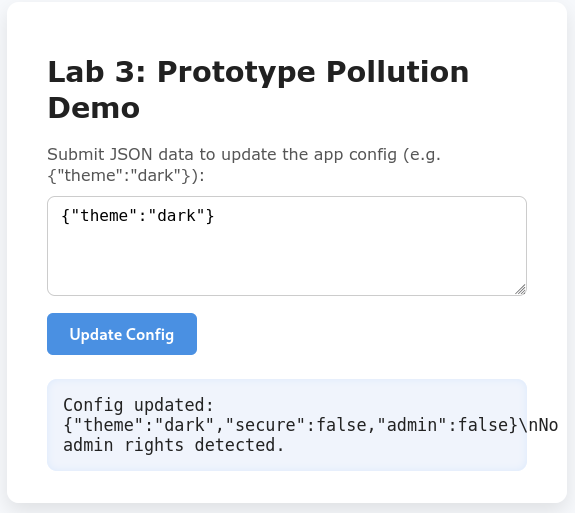 Lab 3: Prototype Pollution
Demo
Submit JSON data to update the app config (e.g.
{"theme":"dark"}):
{"theme":"dark"}
Update Config
Config updated:
{"theme":"dark","secure":false,"admin":false}\nNo
admin rights detected.